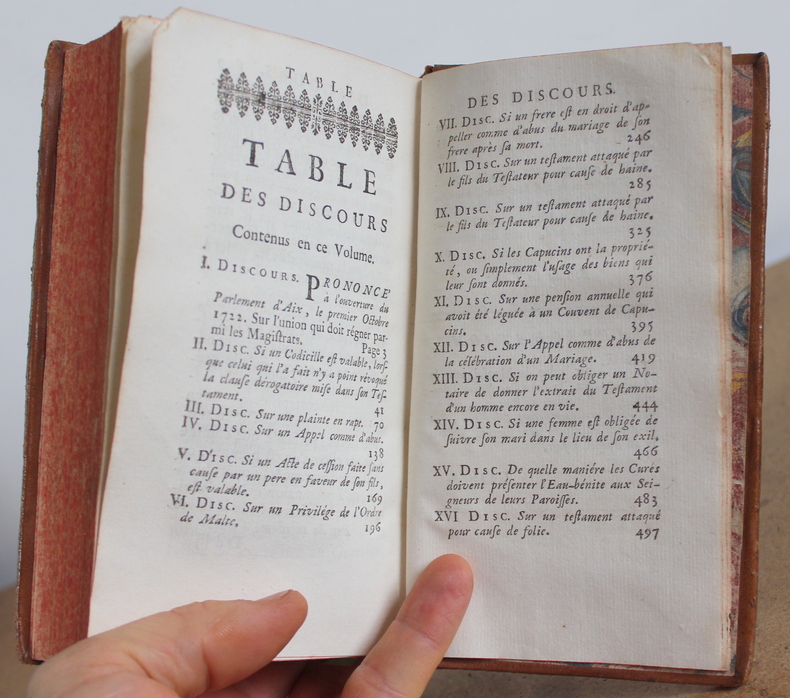 TABLE
TABLE
DES DISCOURS
Contenus en ce Volume.
I. DISCOURS. PRONONCE'
à l'ouverture du
Parlement d'Aix, le premier Octobre
1722. Sur l'union qui doit régner par-
mi les Magiſtrats. Page 3
II. DISC. Si un Codicille eſt valable, lorſ-
que celui qui l'a fait n'y a point révoqué
la clauſe dérogatoire miſe dans ſon Teſ-
tament. 41
III. DISC. Sur une plainte en rapt. 70
IV. DISC. Sur un Appel comme d'abus.
138
V. DISC. Si un Acte de ceſſion faite ſans
cauſe par un pere en faveur de ſon fils,
eſt valable. 169
VI. DISC. Sur un Privilége de l'Ordre
de Malte. 196
DES DISCOURS.
VII. DISC. Si un frere eſt en droit d'ap-
peller comme d'abus du mariage de ſon
frere après ſa mort. 246
VIII. DISC. Sur un teſtament attaqué par
le fils du Teſtateur pour cauſe de haine.
285
IX. DISC. Sur un teſtament attaqué par
le fils du Teſtateur pour cauſe de haine.
325
X. DISC. Si les Capucins ont la proprié-
té, ou ſimplement l'uſage des biens qui
leur ſont donnés. 376
XI. DISC. Sur une penſion annuelle qui
avoit été léguée à un Couvent de Capu-
cins. 395
XII. DISC. Sur l'Appel comme d'abus de
la célébration d'un Mariage. 419
XIII. DISC. Si on peut obliger un No-
taire de donner l'extrait du Teſtament
d'un homme encore en vie. 444
XIV. DISC. Si une femme eſt obligée de
ſuivre ſon mari dans le lieu de ſon exil.
466
XV. DISC. De quelle maniére les Curés
doivent préſenter l'Eau-bénite aux Sei-
gneurs de leurs Paroiſſes. 483
XVI DISC. Sur un teſtament attaqué
pour cauſe de folie. 497